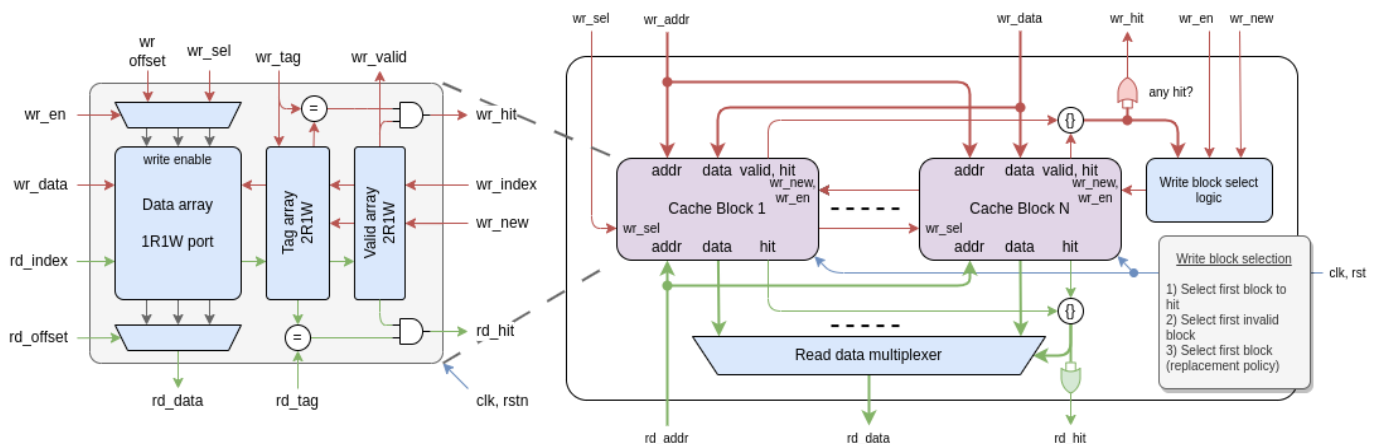 wr
offset
wr_sel
wr_tag
wr_valid
wr_en
=
wr_hit
write enable
wr_data
Data array
1R1W port
Tag array
2R1W
Valid array
2R1W
wr_index
wr_new
rd_index
rd_offset
=
rd_hit
rd_data
rd_tag
clk, rstn
wr_sel
wr_addr
wr_data
wr_hit
wr_en
wr_new
any hit?
{}
addr
data
valid, hit
wr_new,
wr_en
Cache Block 1
wr_sel
addr
data
hit
addr
data
valid, hit
wr_new,
wr_en
Cache Block N
wr_sel
addr
data
hit
Write block select
logic
Write block selection
1) Select first block to
hit
2) Select first invalid
block
3) Select first block
(replacement policy)
clk, rst
{}
Read data multiplexer
rd_addr
rd_data
rd_hit